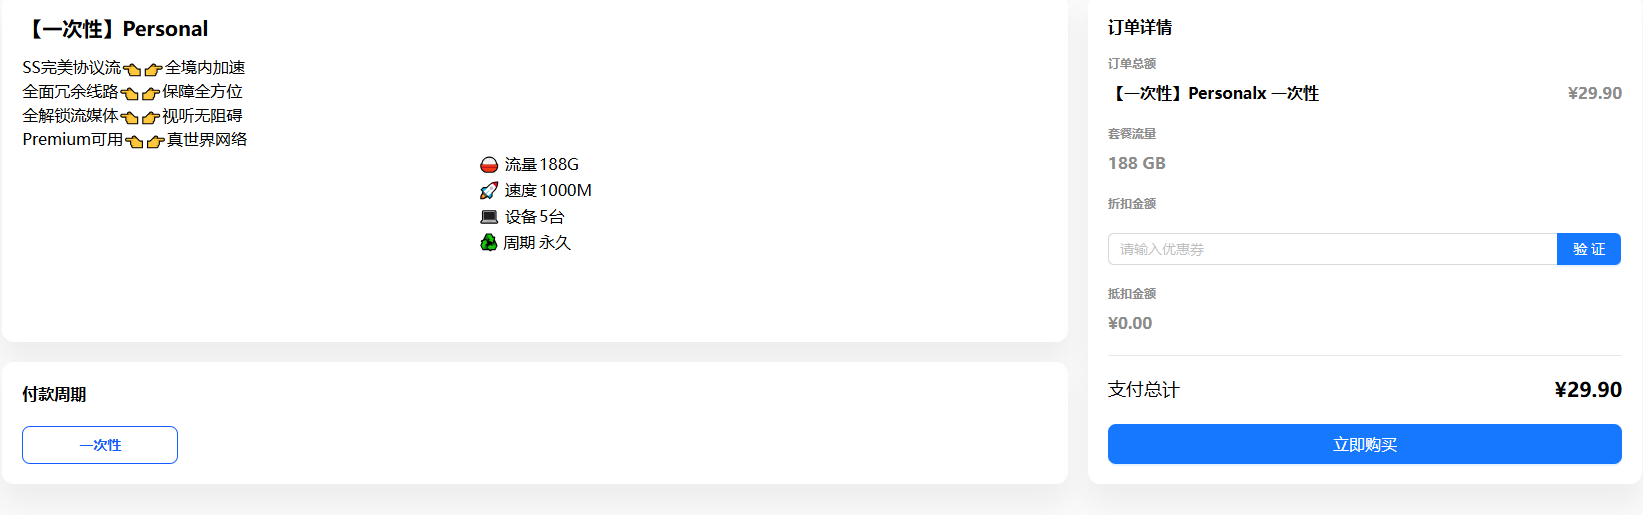 【一次性】Personal
SS完美协议流👈👉全境内加速
全面冗余线路👈👉保障全方位
全解锁流媒体👈👉视听无阻碍
Premium可用👈👉真世界网络
流量188G
🚀 速度1000M
💻 设备5台
周期 永久
付款周期
一次性
订单详情
订单总额
【一次性】Personalx 一次性 ¥29.90
套餐流量
188 GB
折扣金额
请输入优惠券 验 证
抵扣金额
¥0.00
支付总计 ¥29.90
立即购买